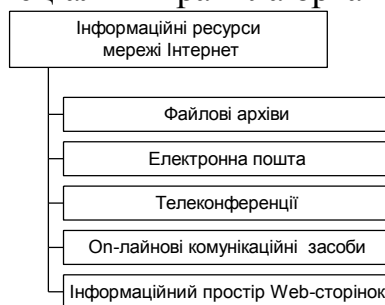 Інформаційні ресурси
мережі Інтернет
Файлові архіви
Електронна пошта
Телеконференції
On-лайнові комунікаційні засоби
Інформаційний простір Web-сторінок